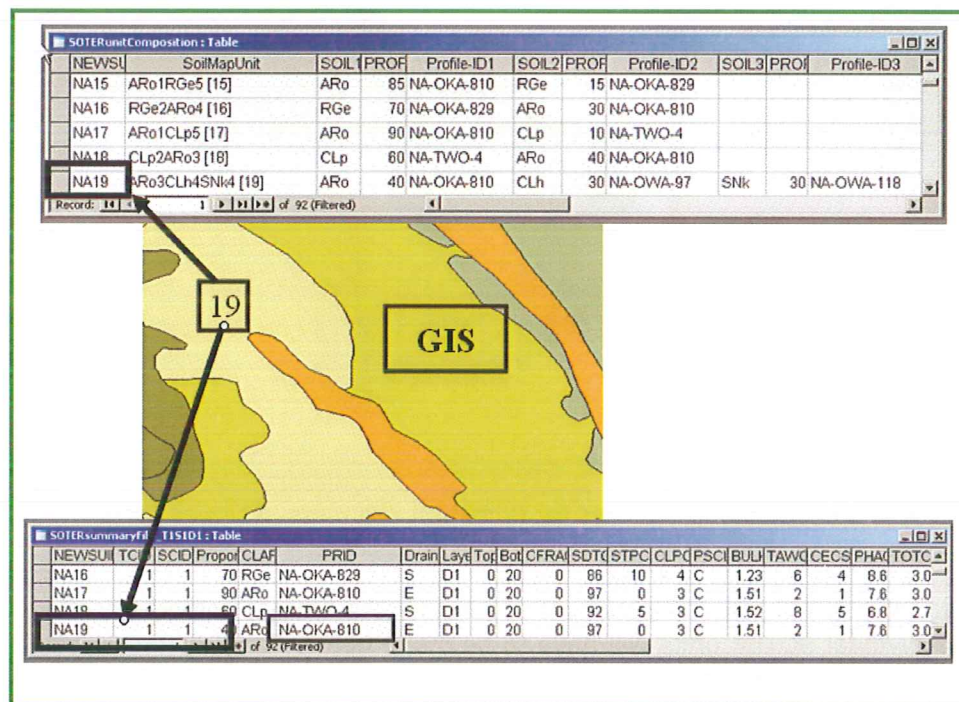 SOTERunitComposition : Table
NEWSU SoilMapUnit SOIL1 PROF Profile-ID1 SOIL2 PROF Profile-ID2 SOIL3 PROF Profile-ID3
NA15 ARo1RGe5 [15] ARo 85 NA-OKA-810 RGe 15 NA-OKA-829
NA16 RGe2ARo4 [16] RGe 70 NA-OKA-829 ARo 30 NA-OKA-810
NA17 ARo1CLp5 [17] ARo 90 NA-OKA-810 CLp 10 NA-TWO-4
NA18 CLp2ARo3 [18] CLp 60 NA-TWO-4 ARo 40 NA-OKA-810
NA19 ARo3CLh4SNk4 [19] ARo 40 NA-OKA-810 CLh 30 NA-OWA-97 SNk 30 NA-OWA-118
Record: 1 of 92 (Filtered)
19
GIS
: Table
NEWSUI SCID Propor CLAF PRID Drain Laye Top Bot CFRA SDTO STPC CLPC PSCI BULK TAWC CECS PHAQ TOTC
NA16 1 1 70 RGe NA-OKA-829 S D1 0 20 0 86 10 4 C 1.23 6 4 8.6 3.0
NA17 1 1 90 ARo NA-OKA-810 E D1 0 20 0 97 0 3 C 1.51 2 1 7.6 3.0
NA18 1 1 60 CLp NA-TWO-4 S D1 0 20 0 92 5 3 C 1.52 8 5 6.8 2.7
NA19 1 1 ARo NA-OKA-810 E D1 0 20 0 97 0 3 C 1.51 2 1 7.6 3.0
of 92 (Filtered)